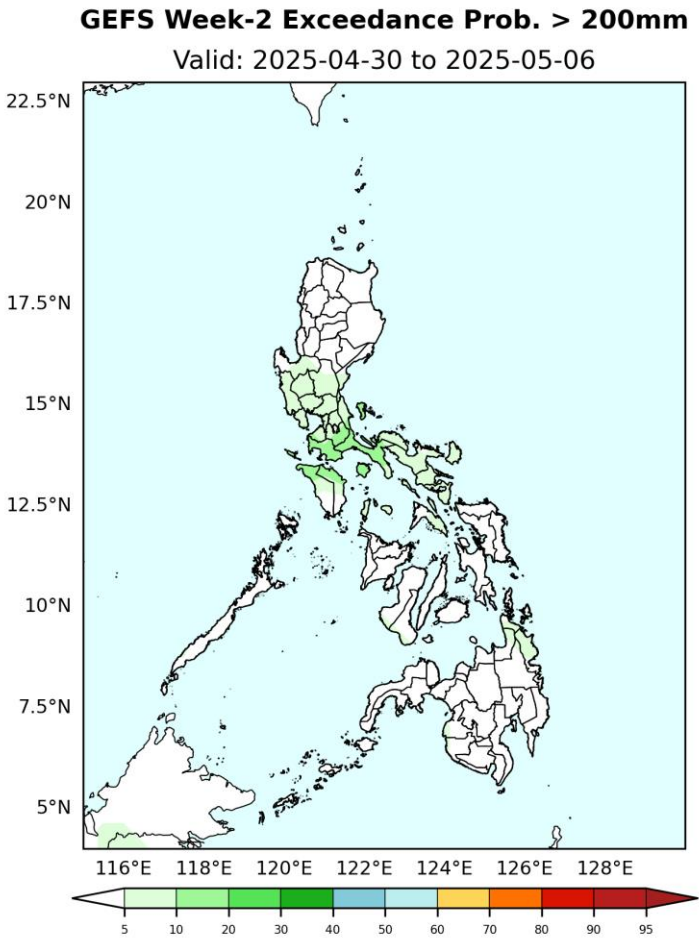 GEFS Week-2 Exceedance Prob. > 200mm
Valid: 2025-04-30 to 2025-05-06
22.5°N
20°N
17.5°N
15°N
12.5°N
10°N
7.5°N
5°N
116°E 118°E 120°E 122°E 124°E 126°E 128°E
5 10 20 30 40 50 60 70 80 90 95